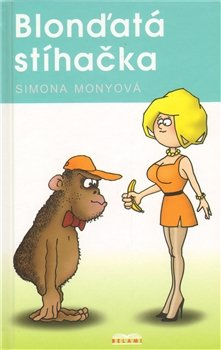 Blonďatá
stíhačka
SIMONA MONYOVÁ
BELAMI